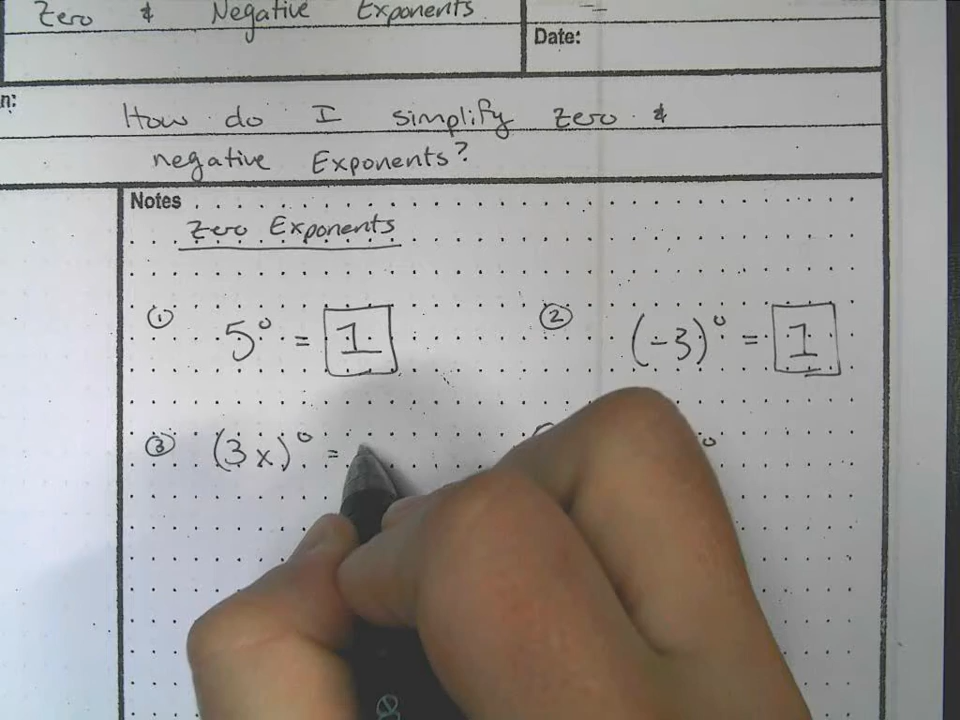 Zero & Negative Exponents
Date:
n:
How do I simplify zero &
negative Exponents?
Notes
Zero Exponents
① 5⁰ = 1
② (-3)⁰ = 1
③ (3x)⁰ =